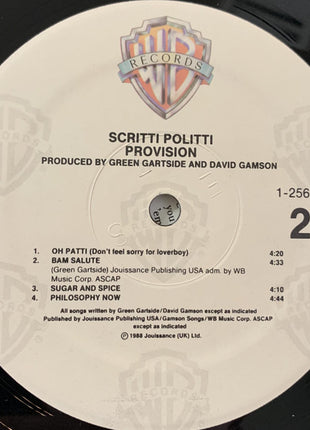 WB
RECORDS
SCRITTI POLITTI
PROVISION
PRODUCED BY GREEN GARTSIDE AND DAVID GAMSON
1-256
2
you
'em
1. OH PATTI (Don't feel sorry for loverboy) 4:20
2. BAM SALUTE 4:33
(Green Gartside) Jouissance Publishing USA adm. by WB
Music Corp. ASCAP
3. SUGAR AND SPICE 4:10
4. PHILOSOPHY NOW 4:44
All songs written by Green Gartside/David Gamson except as indicated
Published by Jouissance Publishing USA/Gamson Songs/WB Music Corp. ASCAP
except as indicated
℗ 1988 Jouissance (UK) Ltd.